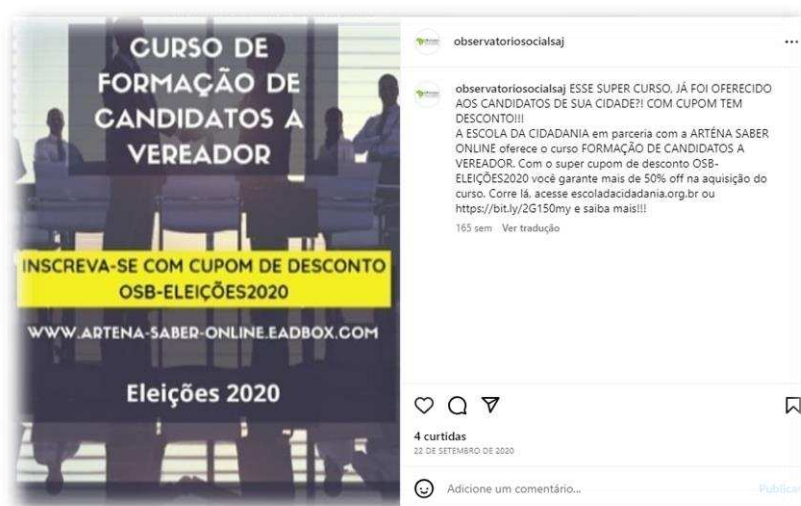 CURSO DE
FORMAÇÃO DE
CANDIDATOS A
VEREADOR
INSCREVA-SE COM CUPOM DE DESCONTO
OSB-ELEIÇÕES2020
WWW.ARTENA-SABER-ONLINE.EADBOX.COM
Eleições 2020
observatoriosocialsaj
observatoriosocialsaj ESSE SUPER CURSO, JÁ FOI OFERECIDO
AOS CANDIDATOS DE SUA CIDADE?! COM CUPOM TEM
DESCONTO!!!
A ESCOLA DA CIDADANIA em parceria com a ARTÉNA SABER
ONLINE oferece o curso FORMAÇÃO DE CANDIDATOS A
VEREADOR. Com o super cupom de desconto OSB-
ELEIÇÕES2020 você garante mais de 50% off na aquisição do
curso. Corre lá, acesse escoladacidadania.org.br ou
https://bit.ly/2G150my e saiba mais!!!
165 sem Ver tradução
4 curtidas
22 DE SETEMBRO DE 2020
Adicione um comentário...
Publicar